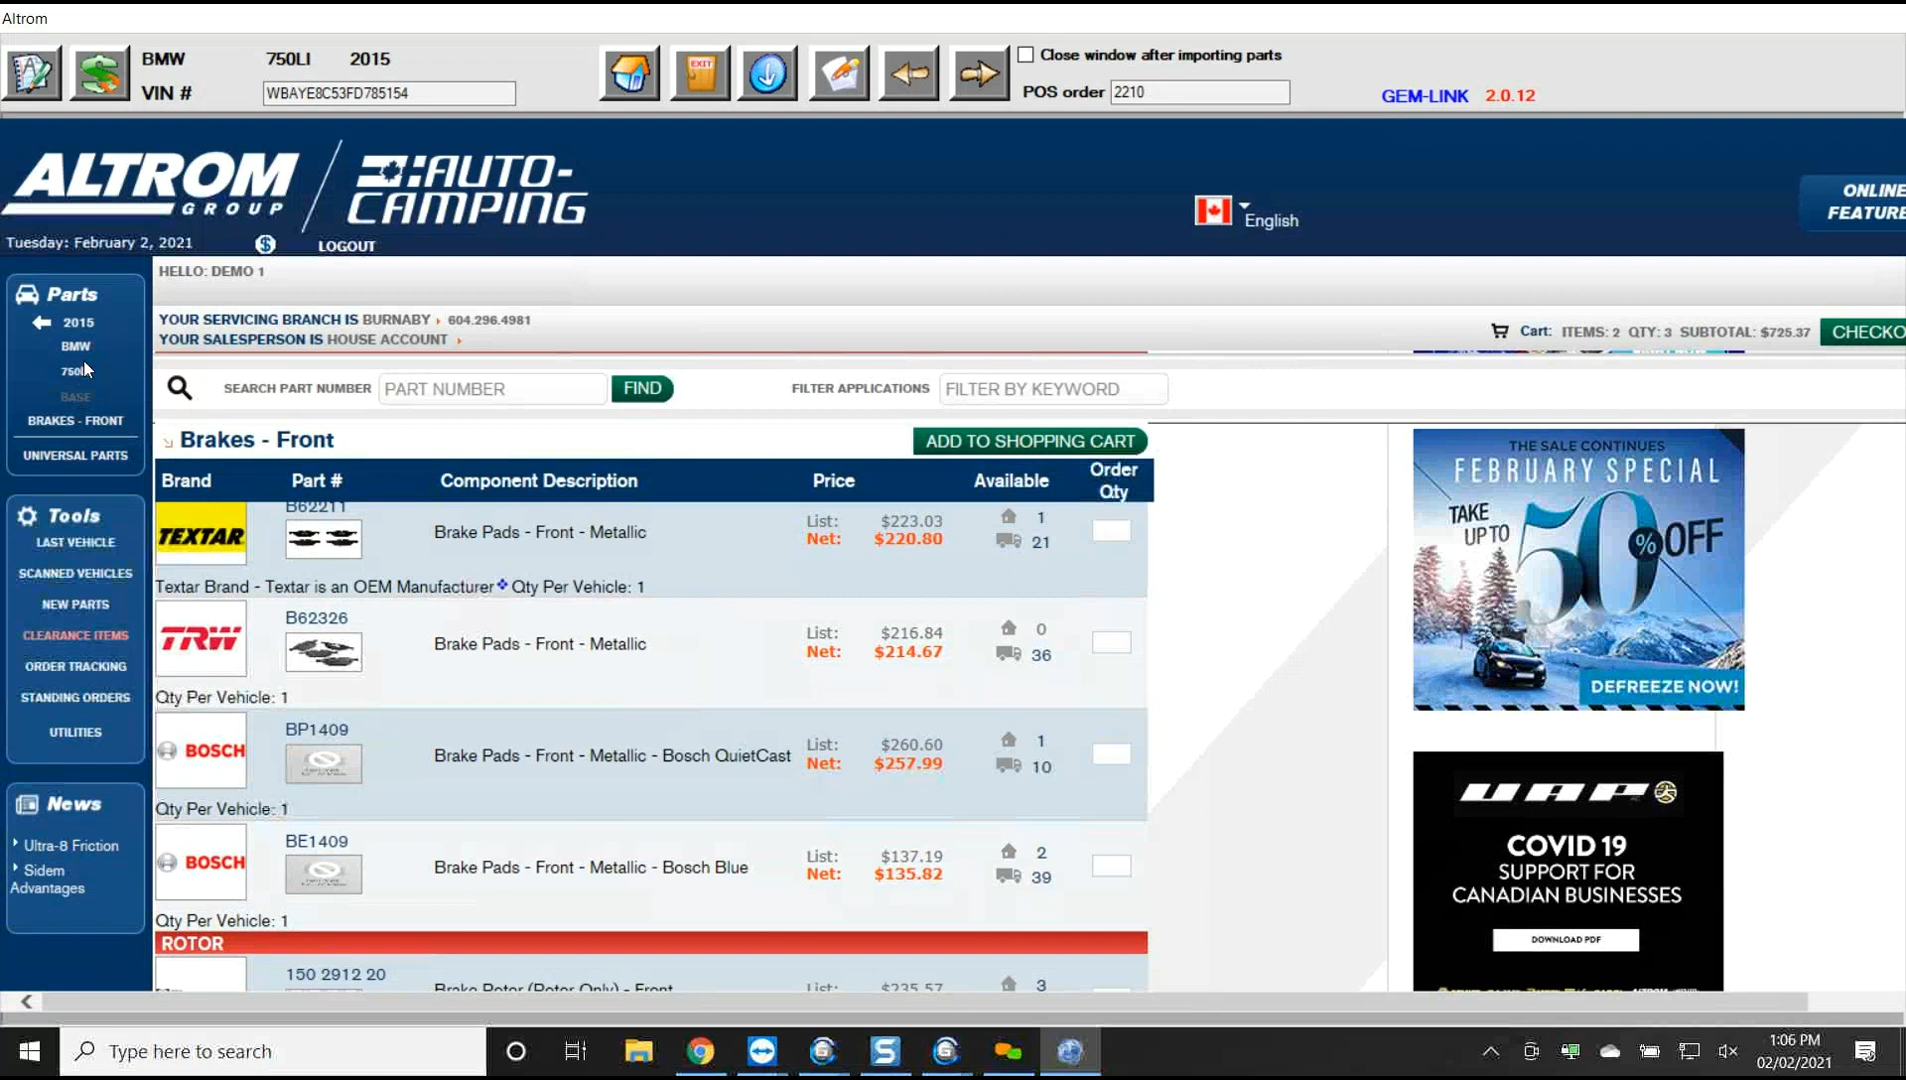 Altrom
BMW 750LI 2015
VIN # WBAYE8C53FD785154
EXIT
Close window after importing parts
POS order 2210
GEM-LINK 2.0.12
ALTROM GROUP
AUTO-CAMPING
English
ONLINE
FEATURE
Tuesday: February 2, 2021
LOGOUT
HELLO: DEMO 1
YOUR SERVICING BRANCH IS BURNABY 604.296.4981
YOUR SALESPERSON IS HOUSE ACCOUNT
Cart: ITEMS: 2 QTY: 3 SUBTOTAL: $725.37
CHECKO
Parts
2015
BMW
BASE
BRAKES - FRONT
UNIVERSAL PARTS
SEARCH PART NUMBER PART NUMBER FIND
FILTER APPLICATIONS FILTER BY KEYWORD
Brakes - Front
ADD TO SHOPPING CART
Brand Part # Component Description Price Available Order Qty
TEXTAR B62211 Brake Pads - Front - Metallic List: $223.03 1
Net: $220.80 21
Textar Brand - Textar is an OEM Manufacturer Qty Per Vehicle: 1
TRW B62326 Brake Pads - Front - Metallic List: $216.84 0
Net: $214.67 36
Qty Per Vehicle: 1
BOSCH BP1409 Brake Pads - Front - Metallic - Bosch QuietCast List: $260.60 1
Net: $257.99 10
Qty Per Vehicle: 1
BOSCH BE1409 Brake Pads - Front - Metallic - Bosch Blue List: $137.19 2
Net: $135.82 39
Qty Per Vehicle: 1
ROTOR
150 2912 20 Brake Rotor (Rotor Only) - Front List: $235.57 3
Tools
LAST VEHICLE
SCANNED VEHICLES
NEW PARTS
CLEARANCE ITEMS
ORDER TRACKING
STANDING ORDERS
UTILITIES
News
Ultra-8 Friction
Sidem
Advantages
THE SALE CONTINUES
FEBRUARY SPECIAL
TAKE
UP TO
50 % OFF
DEFREEZE NOW!
UAP
COVID 19
SUPPORT FOR
CANADIAN BUSINESSES
DOWNLOAD PDF
Type here to search
1:06 PM
02/02/2021